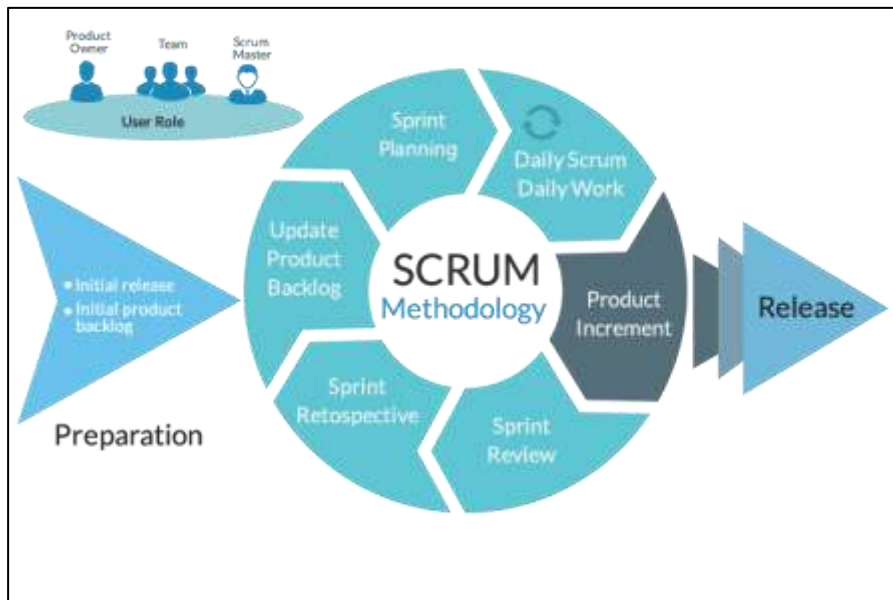 Product
Owner
Team
Scrum
Master
User Role
Sprint
Planning
Daily Scrum
Daily Work
Update
Product
Backlog
SCRUM
Methodology
Product
Increment
Release
• Initial release
• Initial product
backlog
Sprint
Retospective
Sprint
Review
Preparation